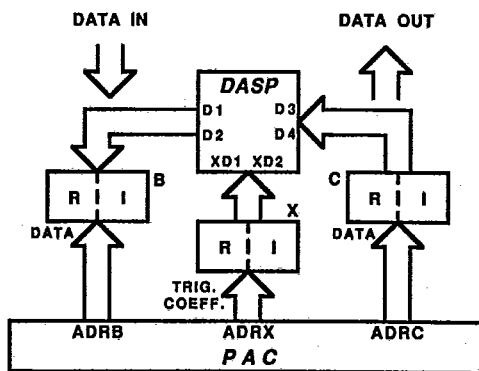 DATA IN DATA OUT
DASP
D1 D3
D2 D4
XD1 XD2
B C
R I R I
X
DATA DATA
R I
TRIG.
COEFF.
ADRB ADRX ADRC
PAC